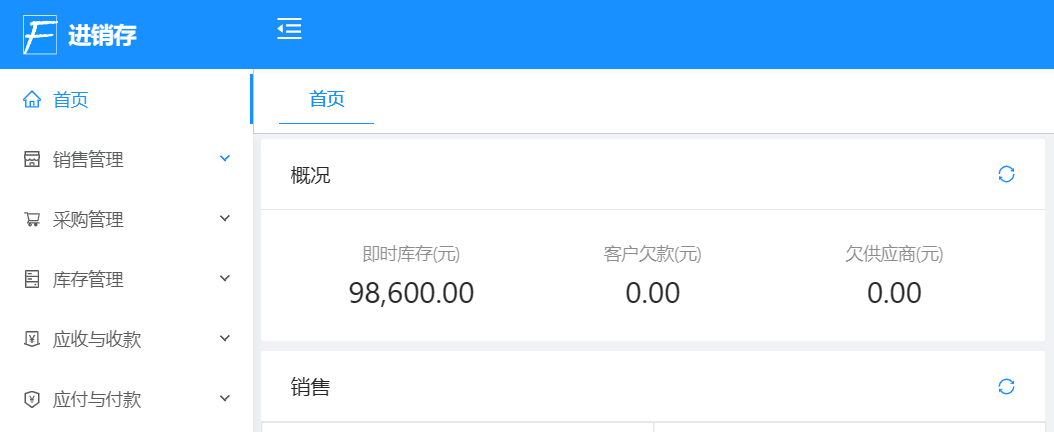 F 进销存
首页
销售管理
采购管理
库存管理
应收与收款
应付与付款
首页
概况
即时库存(元) 客户欠款(元) 欠供应商(元)
98,600.00 0.00 0.00
销售